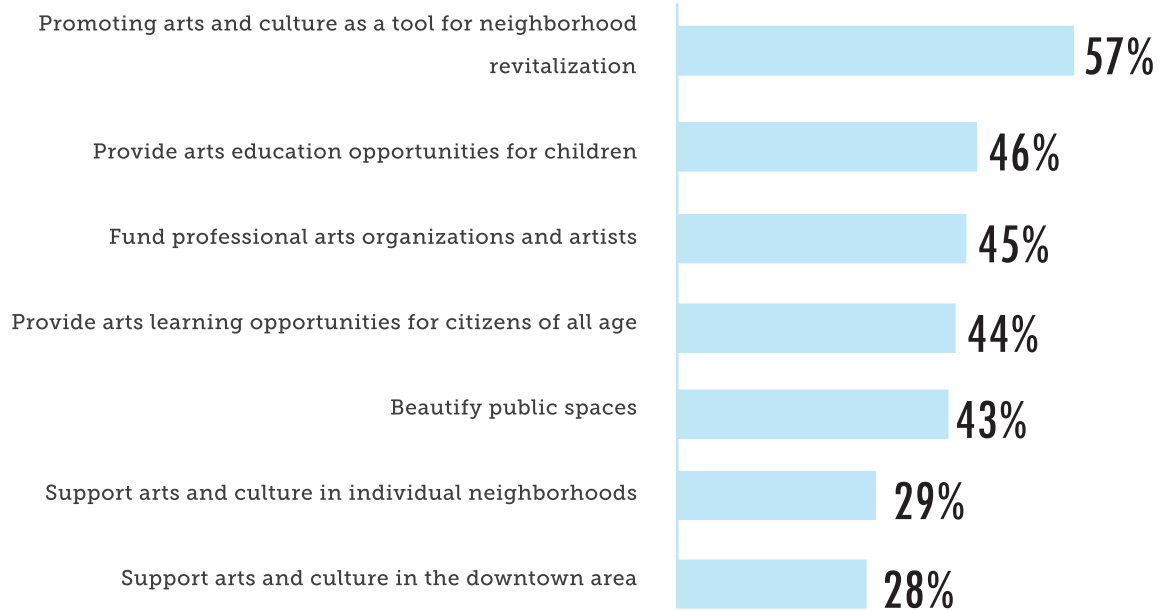 Promoting arts and culture as a tool for neighborhood
revitalization
57%
Provide arts education opportunities for children
46%
Fund professional arts organizations and artists
45%
Provide arts learning opportunities for citizens of all age
44%
Beautify public spaces
43%
Support arts and culture in individual neighborhoods
29%
Support arts and culture in the downtown area
28%